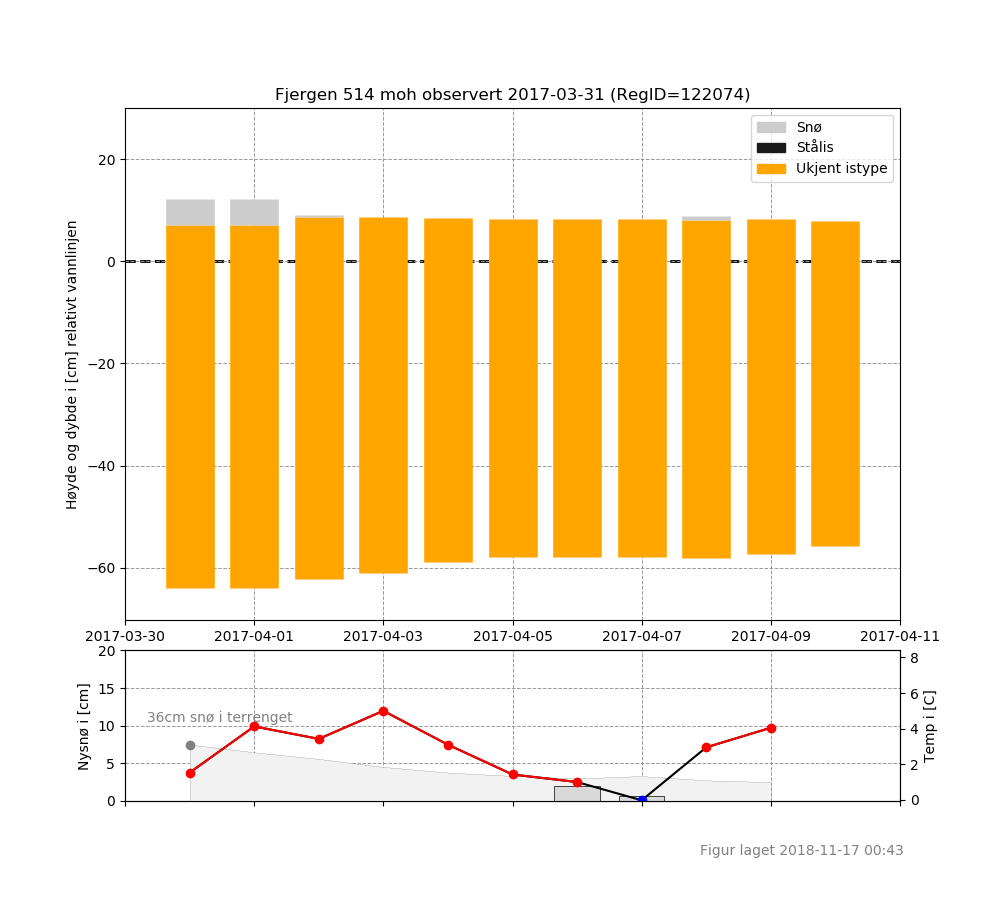 Fjergen 514 moh observert 2017-03-31 (RegID=122074)
Snø
Stålis
Ukjent istype
Høyde og dybde i [cm] relativt vannlinjen
20
0
−20
−40
−60
2017-03-30 2017-04-01 2017-04-03 2017-04-05 2017-04-07 2017-04-09 2017-04-11
Nysnø i [cm]
20
15
10
5
0
36cm snø i terrenget
8
6
4
2
0
Temp i [C]
Figur laget 2018-11-17 00:43